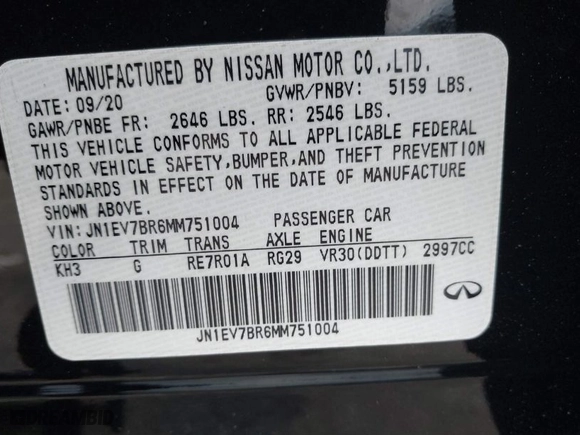 MANUFACTURED BY NISSAN MOTOR CO.,LTD.
DATE: 09/20 GVWR/PNBV: 5159 LBS.
GAWR/PNBE FR: 2646 LBS. RR: 2546 LBS.
THIS VEHICLE CONFORMS TO ALL APPLICABLE FEDERAL
MOTOR VEHICLE SAFETY,BUMPER,AND THEFT PREVENTION
STANDARDS IN EFFECT ON THE DATE OF MANUFACTURE
SHOWN ABOVE.
VIN:JN1EV7BR6MM751004 PASSENGER CAR
COLOR TRIM TRANS AXLE ENGINE
KH3 G RE7R01A RG29 VR30(DDTT) 2997CC
JN1EV7BR6MM751004